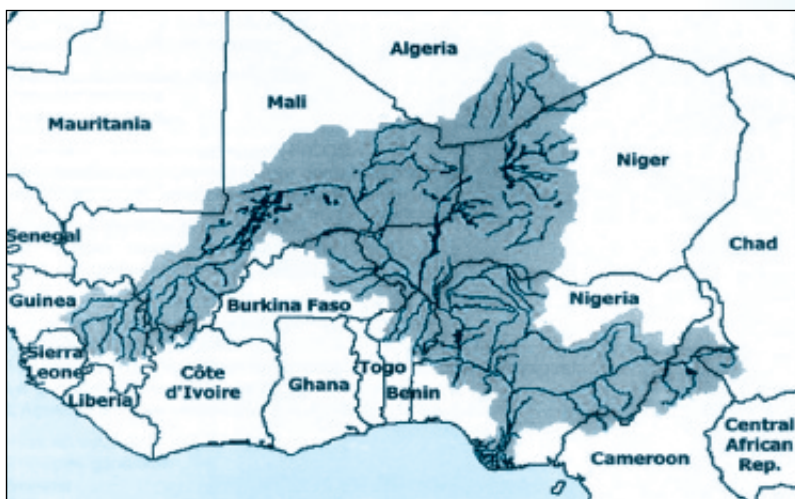 Algeria
Mali
Mauritania
Niger
Senegal
Chad
Guinea
Nigeria
Burkina Faso
Sierra
Leone
Côte
d'Ivoire
Ghana
Togo
Benin
Liberia
Central
African
Rep.
Cameroon